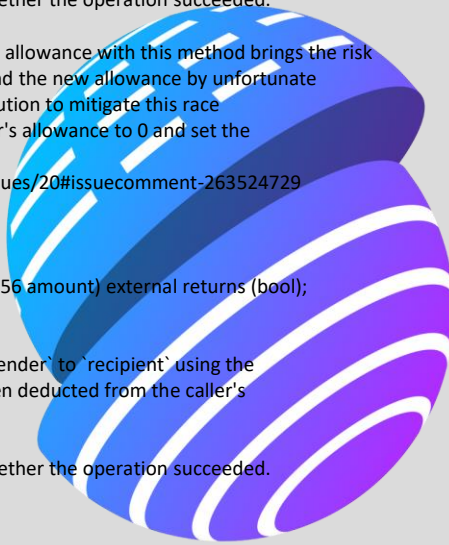 ether the operation succeeded.
allowance with this method brings the risk
nd the new allowance by unfortunate
ution to mitigate this race
r's allowance to 0 and set the
ues/20#issuecomment-263524729
56 amount) external returns (bool);
ender` to `recipient` using the
en deducted from the caller's
ether the operation succeeded.